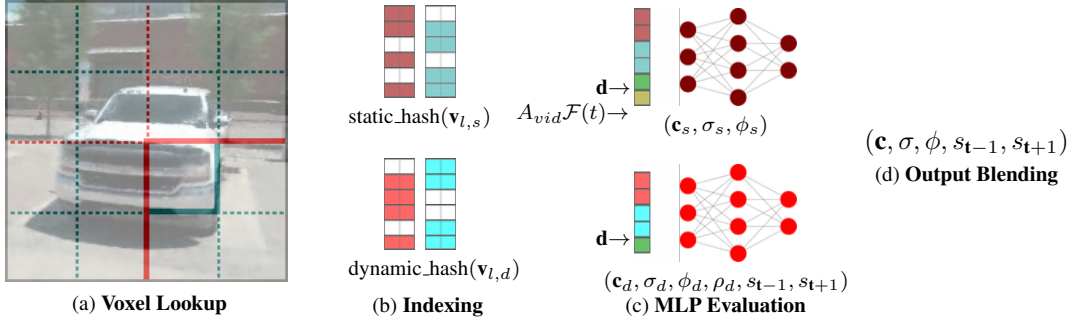 d→
A_{vid}F(t)→
static_hash(v_{l,s})
(c_s, σ_s, ϕ_s)
(c, σ, ϕ, s_{t−1}, s_{t+1})
(d) Output Blending
d→
dynamic_hash(v_{l,d})
(c_d, σ_d, ϕ_d, ρ_d, s_{t−1}, s_{t+1})
(a) Voxel Lookup
(b) Indexing
(c) MLP Evaluation